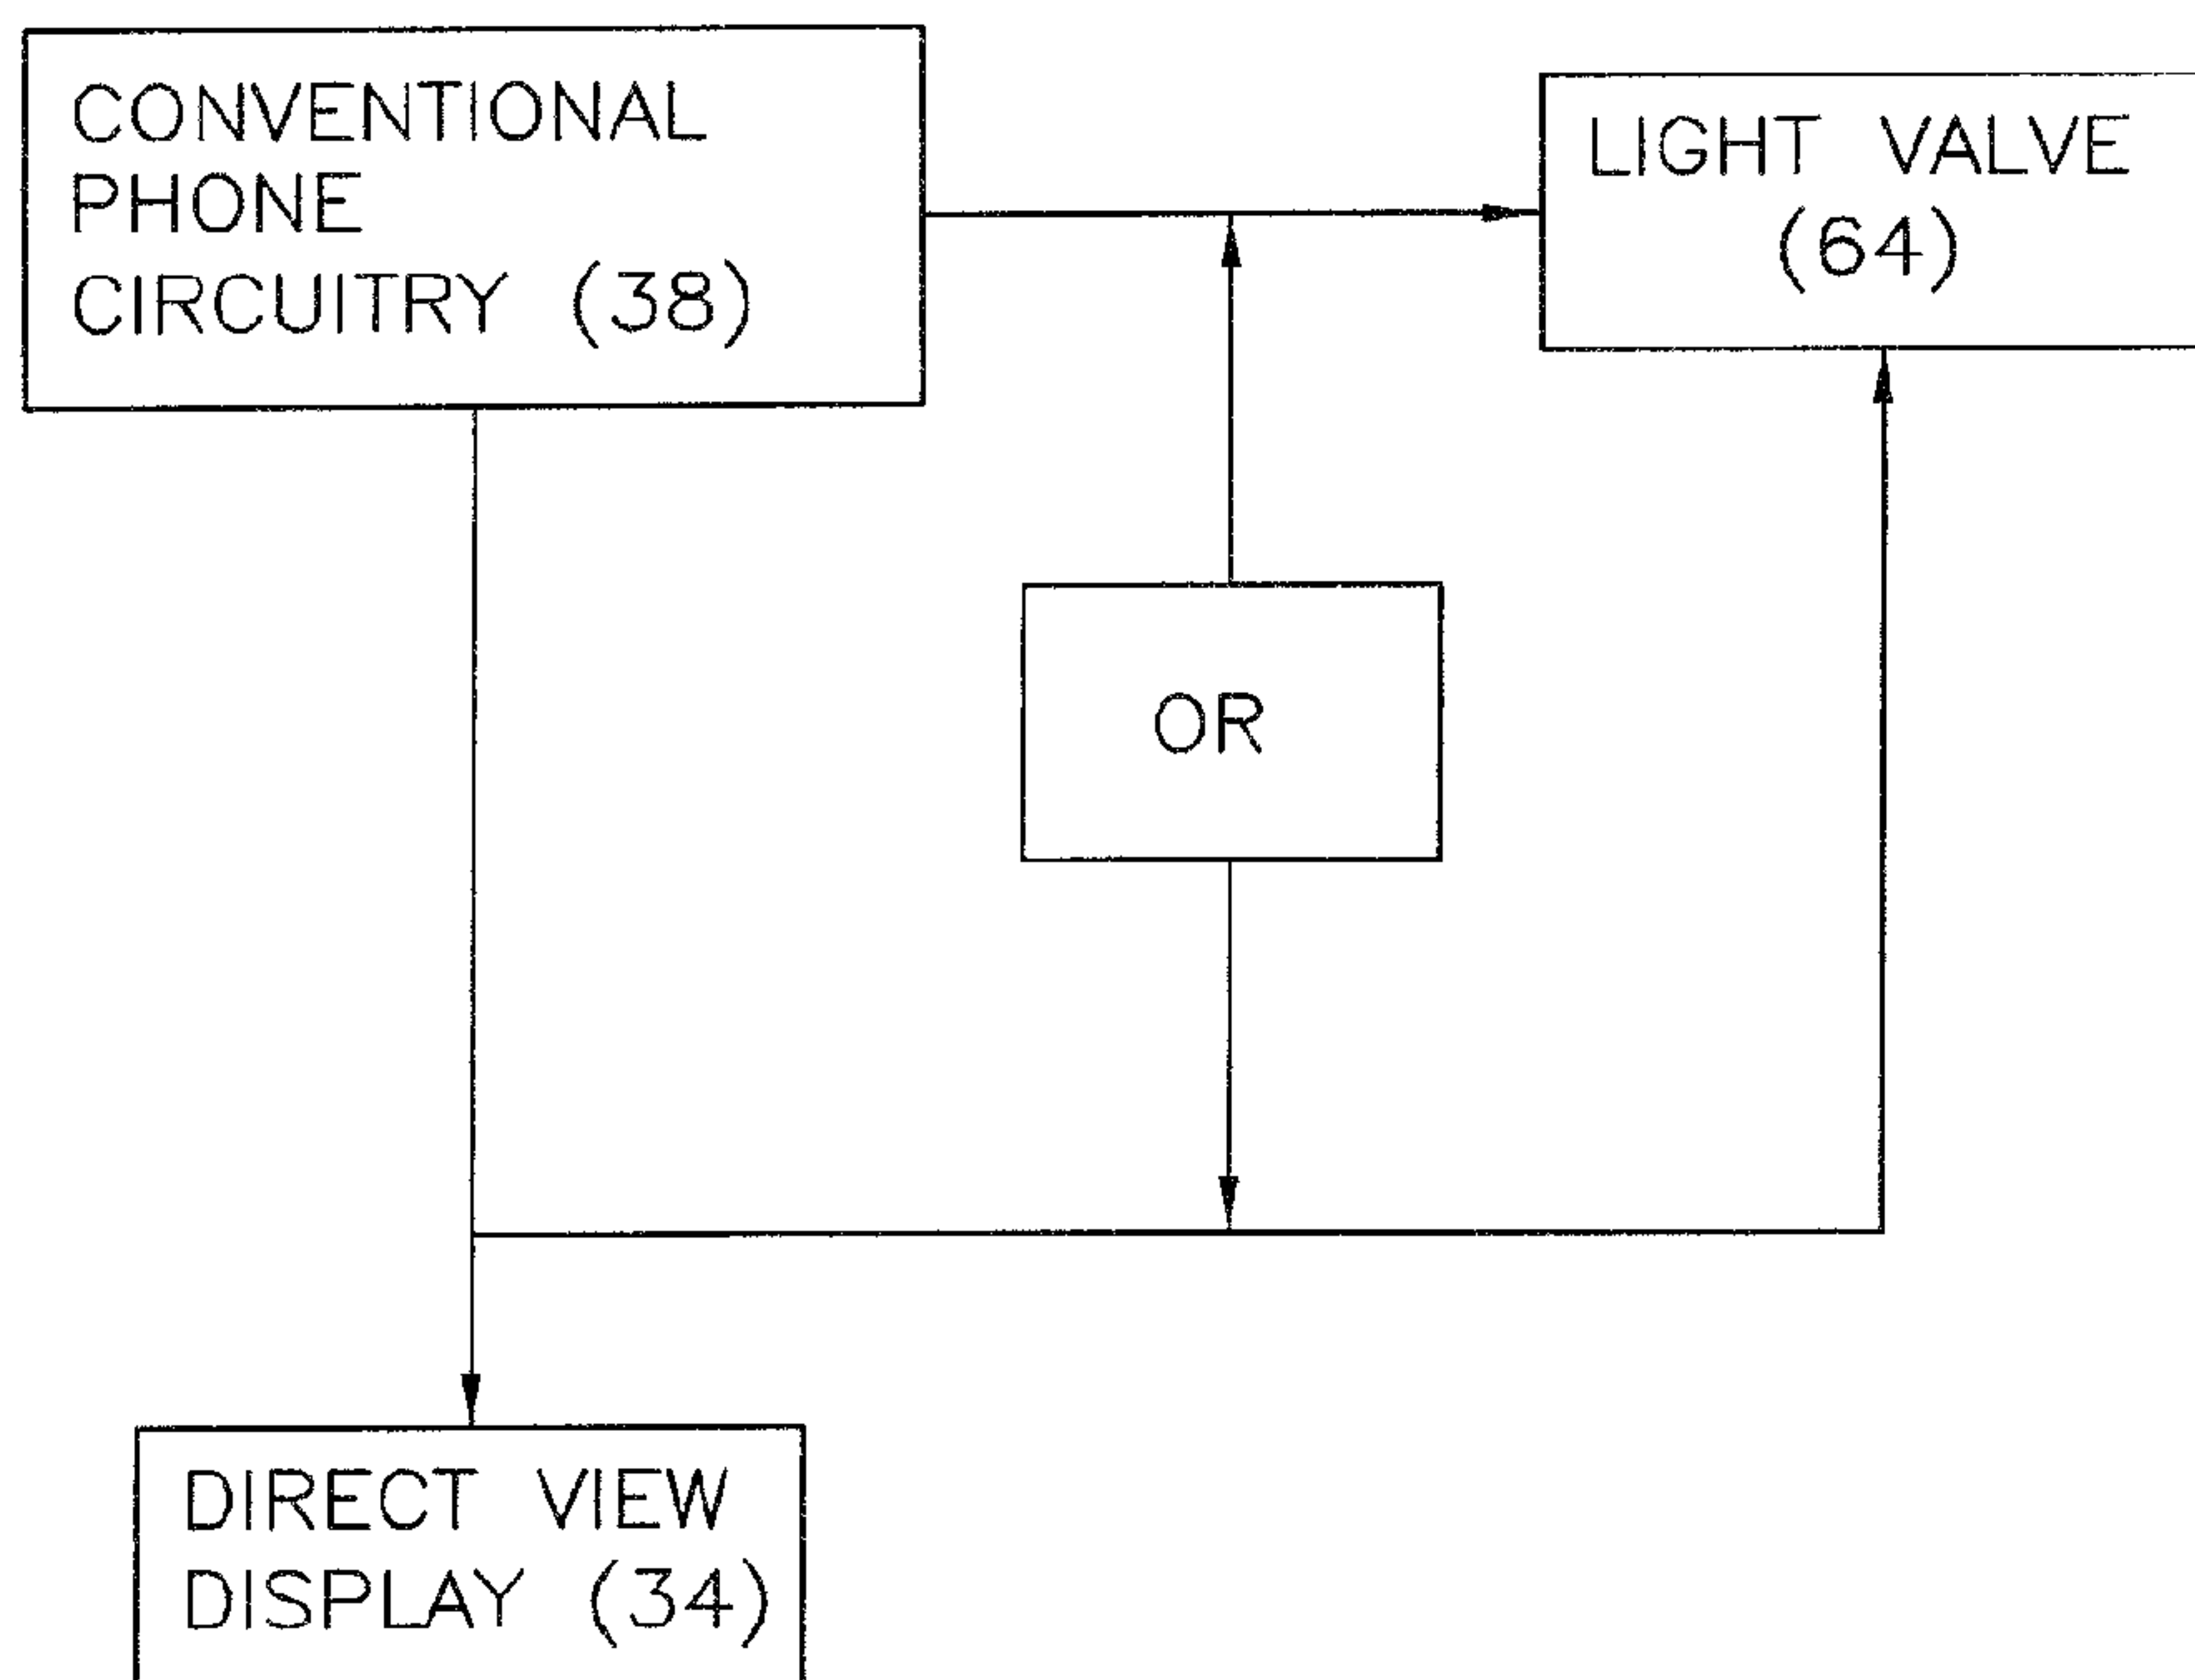 CONVENTIONAL
PHONE
CIRCUITRY (38)
LIGHT VALVE
(64)
OR
DIRECT VIEW
DISPLAY (34)